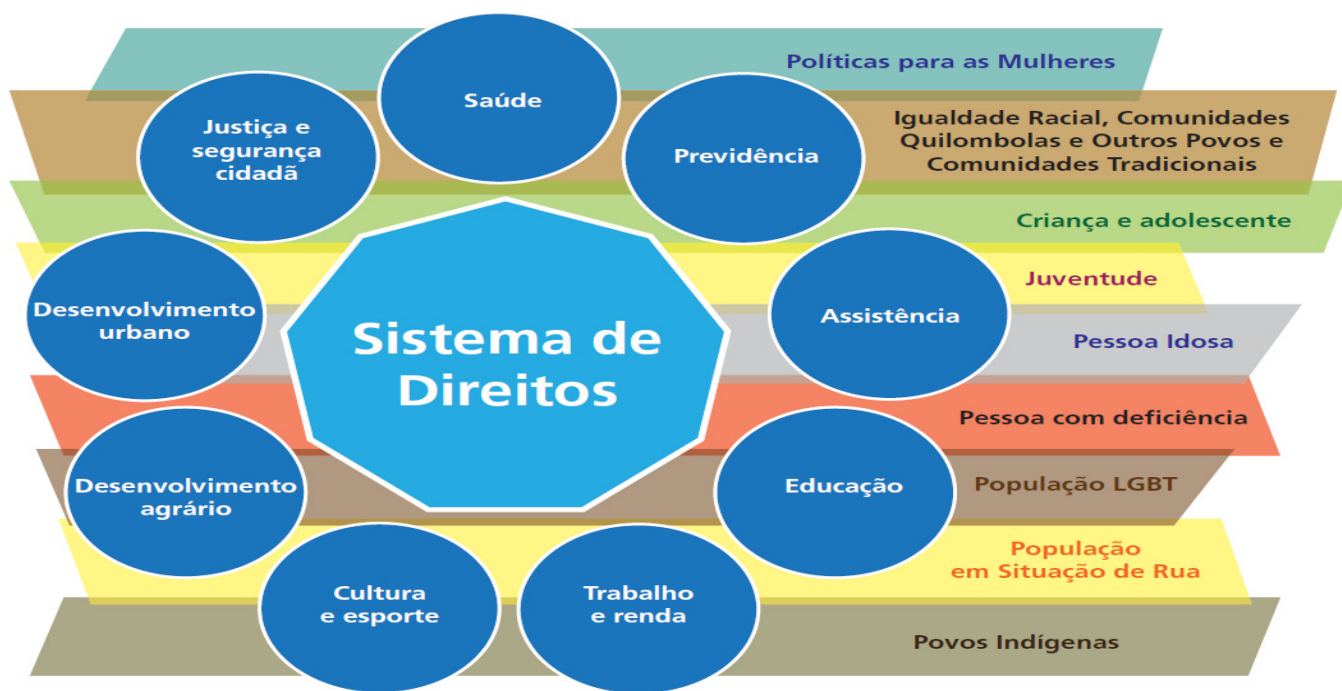 Políticas para as Mulheres
Saúde
Justiça e
segurança
cidadã
Previdência
Igualdade Racial, Comunidades
Quilombolas e Outros Povos e
Comunidades Tradicionais
Criança e adolescente
Juventude
Desenvolvimento
urbano
Sistema de
Direitos
Assistência
Pessoa Idosa
Pessoa com deficiência
Desenvolvimento
agrário
Educação
População LGBT
População
em Situação de Rua
Cultura
e esporte
Trabalho
e renda
Povos Indígenas